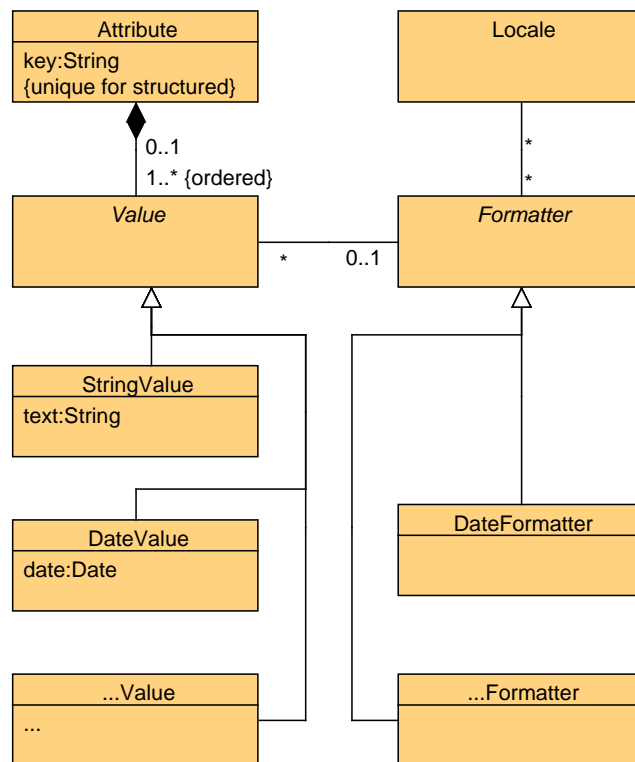 Attribute
key:String
{unique for structured}
Locale
0..1
1..* {ordered}
*
*
Value
Formatter
*
0..1
StringValue
text:String
DateValue
date:Date
DateFormatter
...Value
...
...Formatter